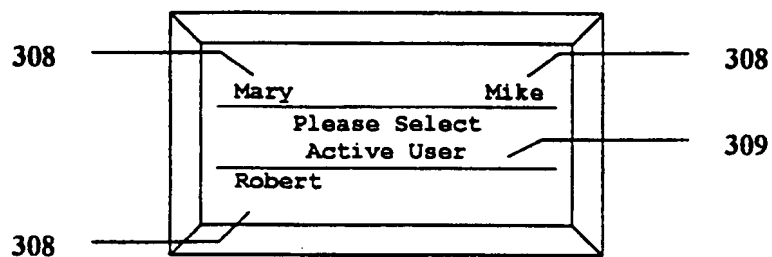 308 308
Mary Mike
Please Select
Active User
309
Robert
308